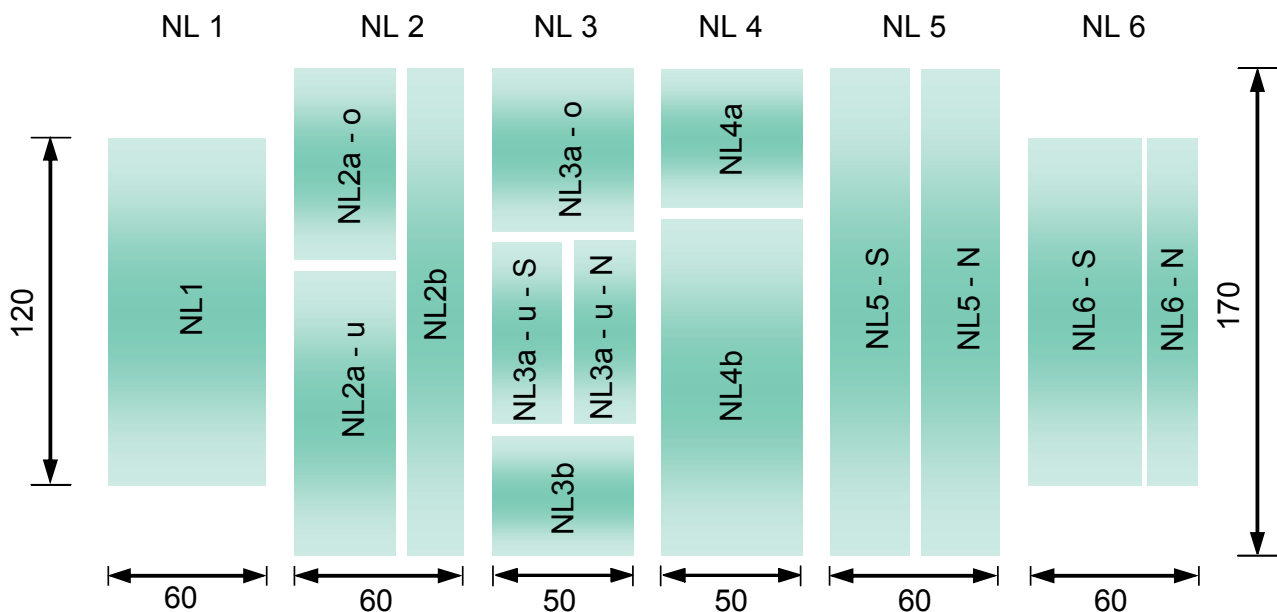 NL 1
NL 2
NL 3
NL 4
NL 5
NL 6
120
NL1
NL2a - o
NL2a - u
NL2b
NL3a - o
NL3a - u - S
NL3a - u - N
NL3b
NL4a
NL4b
NL5 - S
NL5 - N
NL6 - S
NL6 - N
170
60
60
50
50
60
60